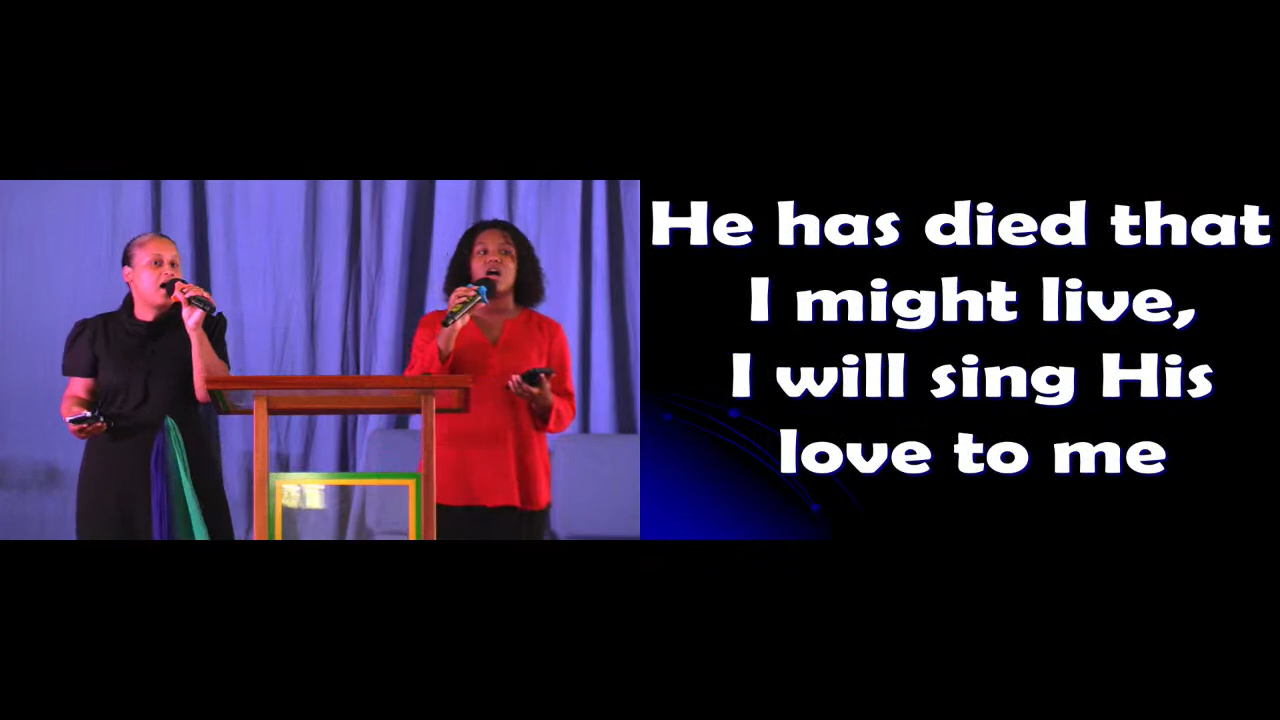 He has died that
I might live,
I will sing His
love to me